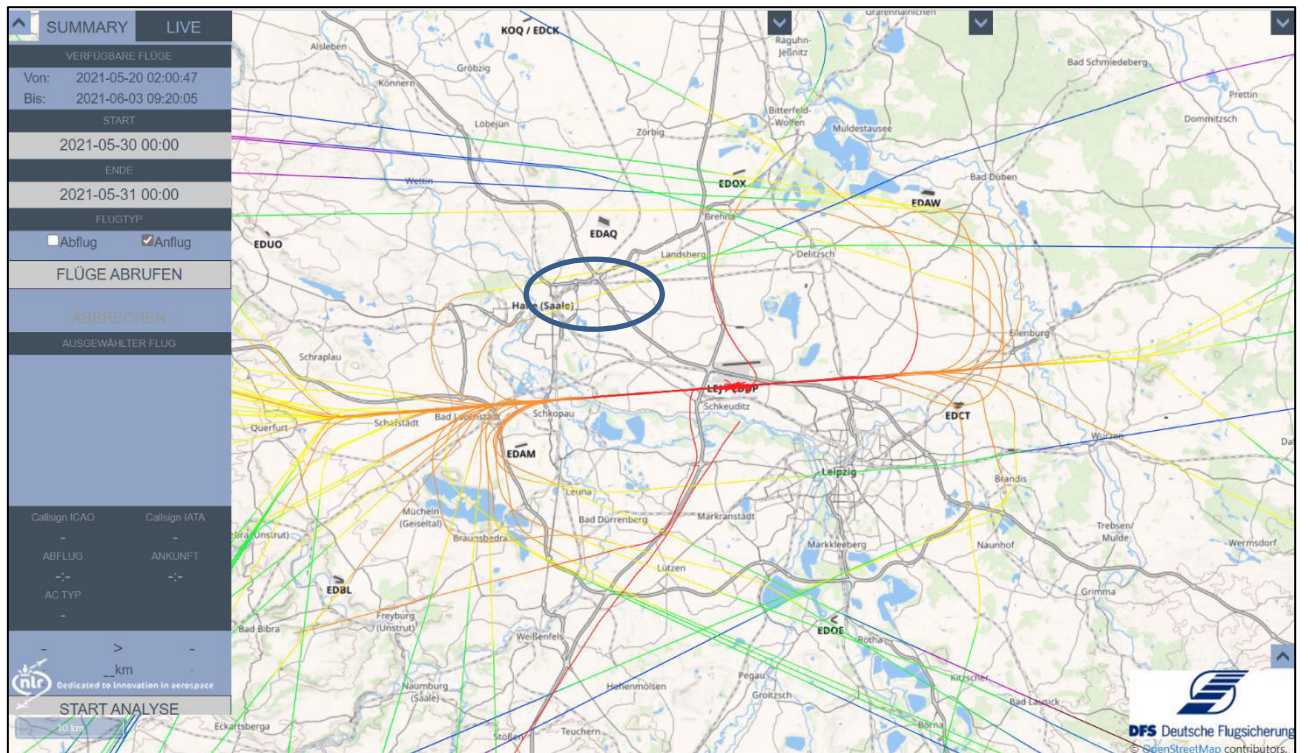 SUMMARY LIVE
VERFÜGBARE FLÜGE
Von: 2021-05-20 02:00:47
Bis: 2021-06-03 09:20:05
START
2021-05-30 00:00
ENDE
2021-05-31 00:00
FLUGTYP
Abflug Anflug
FLÜGE ABRUFEN
ABBRECHEN
AUSGEWÄHLTER FLUG
Callsign ICAO Callsign IATA
- -
ABFLUG ANKUNFT
-:- -:-
AC TYP
-
- > -
__km -
nlr Dedicated to innovation in aerospace
START ANALYSE
10 km
Gräfenhainichen
KOQ / EDCK
Alsleben
Raguhn-
Jeßnitz
Gröbzig
Bad Schmiedeberg
Könnern
Prettin
Bitterfeld-
Wolfen
Löbejün
Zörbig
Muldestausee
Dommitzsch
Wettin
Bad Düben
EDOX
EDAW
Brehna
EDAQ
EDUO
Landsberg
Delitzsch
Halle (Saale)
Eilenburg
Schraplau
Schkopau
Schkeuditz
Bad Lauchstädt
Schafstädt
Querfurt
EDCT
Wurzen
EDAM
Leipzig
Brandis
Leuna
Mücheln
(Geiseltal)
Bad Dürrenberg
Markranstädt
Trebsen/
Mulde
Braunsbedra
Markkleeberg
Naunhof
Wermsdorf
Lützen
EDBL
Grimma
Freyburg
(Unstrut)
Bad Bibra
Weißenfels
EDOE
Rötha
Pegau
Kitzscher
Naumburg
(Saale)
Hohenmölsen
Groitzsch
Bad Lausick
Eckartsberga
Stößen
Teuchern
Borna
DFS Deutsche Flugsicherung
© OpenStreetMap contributors.